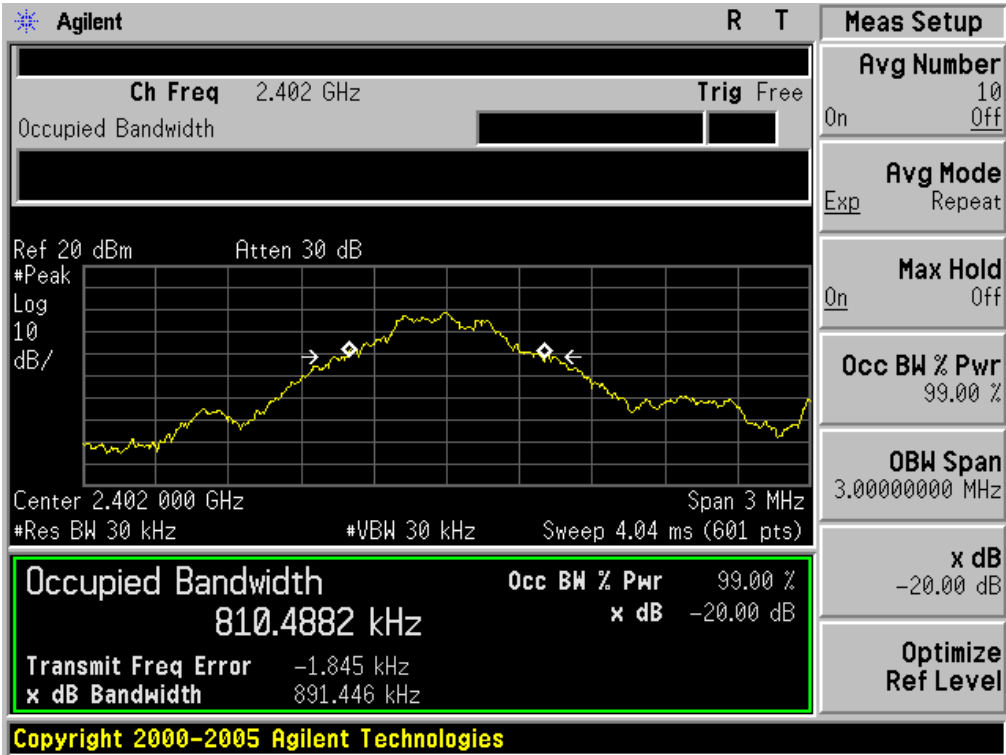 Agilent R T
Ch Freq 2.402 GHz Trig Free
Occupied Bandwidth
Ref 20 dBm Atten 30 dB
#Peak
Log
10
dB/
Center 2.402 000 GHz Span 3 MHz
#Res BW 30 kHz #VBW 30 kHz Sweep 4.04 ms (601 pts)
Occupied Bandwidth Occ BW % Pwr 99.00 %
810.4882 kHz x dB -20.00 dB
Transmit Freq Error -1.845 kHz
x dB Bandwidth 891.446 kHz
Copyright 2000-2005 Agilent Technologies
Meas Setup
Avg Number
10
On Off
Avg Mode
Exp Repeat
Max Hold
On Off
Occ BW % Pwr
99.00 %
OBW Span
3.00000000 MHz
x dB
-20.00 dB
Optimize
Ref Level